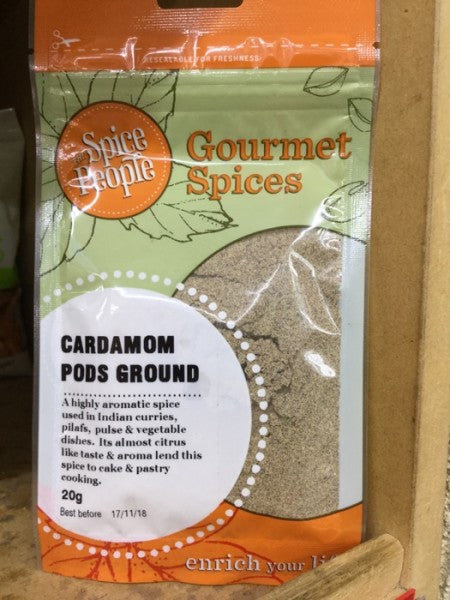 RESEALABLE FOR FRESHNESS
Spice
People
Gourmet
Spices
CARDAMOM
PODS GROUND
A highly aromatic spice
used in Indian curries,
pilafs, pulse & vegetable
dishes. Its almost citrus
like taste & aroma lend this
spice to cake & pastry
cooking.
20g
Best before 17/11/18
enrich your